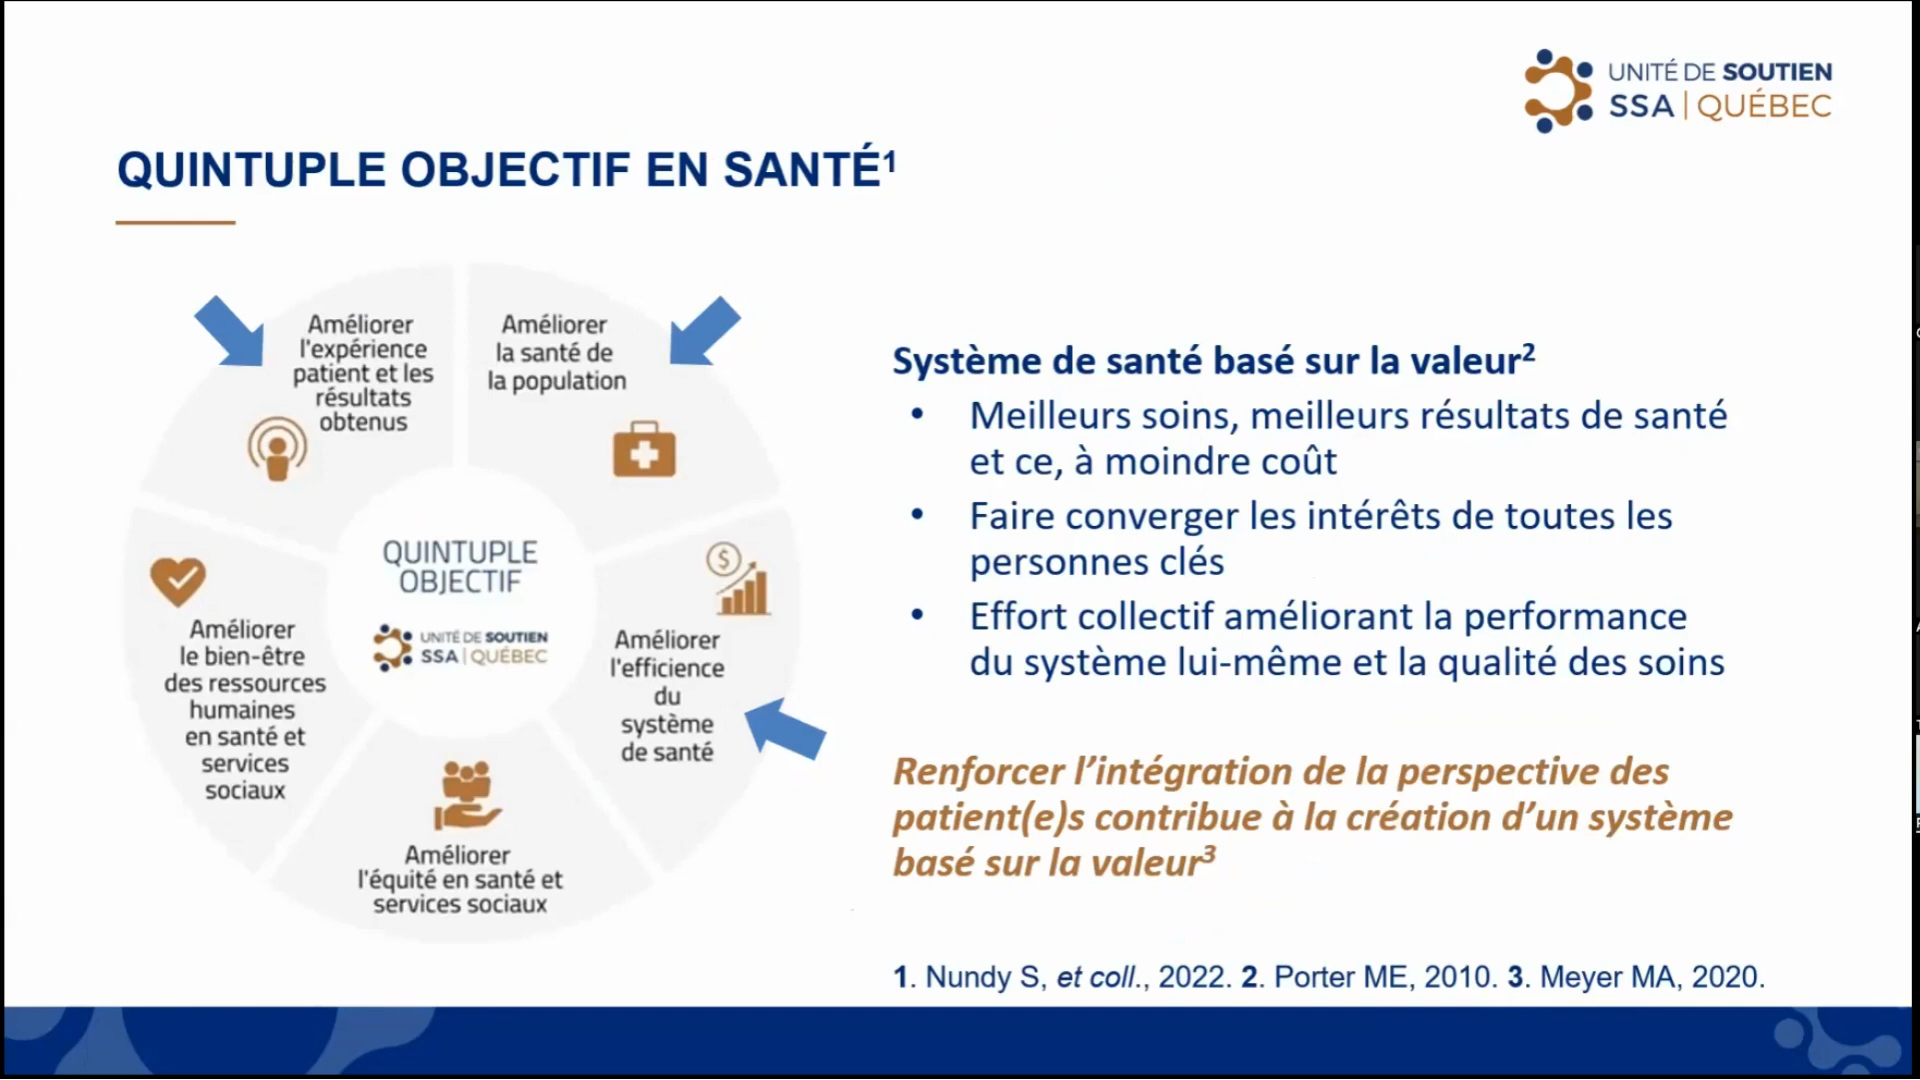 UNITÉ DE SOUTIEN
SSA | QUÉBEC
QUINTUPLE OBJECTIF EN SANTÉ¹
Améliorer
l'expérience
patient et les
résultats
obtenus
Améliorer
la santé de
la population
QUINTUPLE
OBJECTIF
UNITÉ DE SOUTIEN
SSA | QUÉBEC
Améliorer
le bien-être
des ressources
humaines
en santé et
services
sociaux
$
Améliorer
l'efficience
du
système
de santé
Améliorer
l'équité en santé et
services sociaux
Système de santé basé sur la valeur²
• Meilleurs soins, meilleurs résultats de santé
et ce, à moindre coût
• Faire converger les intérêts de toutes les
personnes clés
• Effort collectif améliorant la performance
du système lui-même et la qualité des soins
Renforcer l’intégration de la perspective des
patient(e)s contribue à la création d’un système
basé sur la valeur³
1. Nundy S, et coll., 2022. 2. Porter ME, 2010. 3. Meyer MA, 2020.